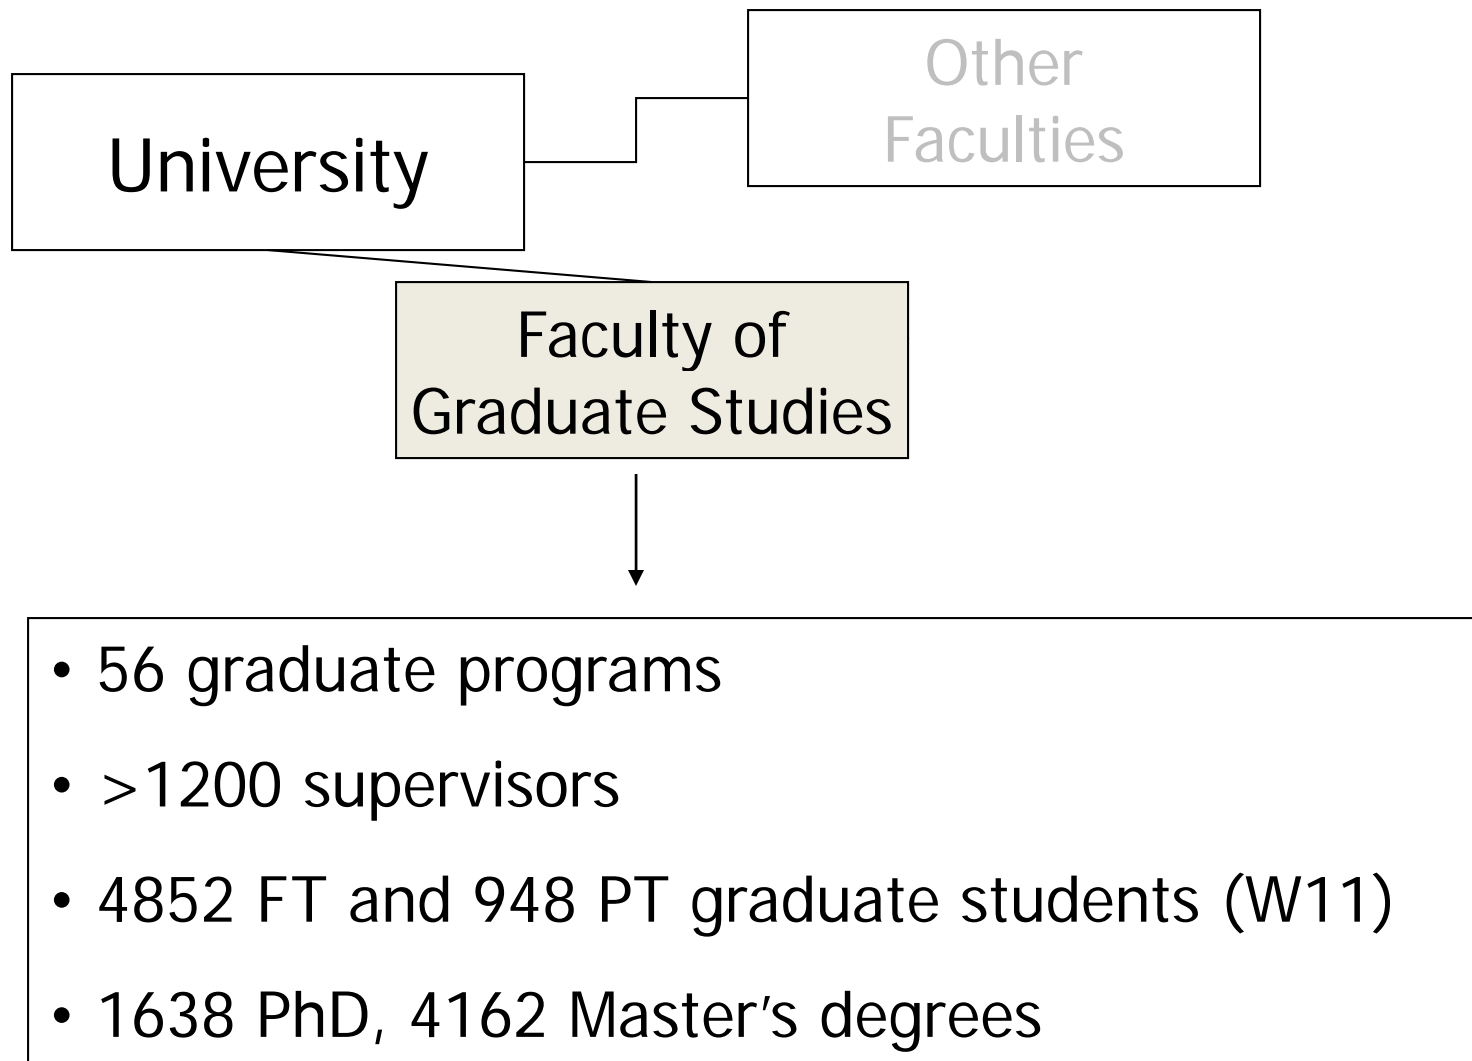 Other
Faculties
University
Faculty of
Graduate Studies
• 56 graduate programs
• >1200 supervisors
• 4852 FT and 948 PT graduate students (W11)
• 1638 PhD, 4162 Master’s degrees